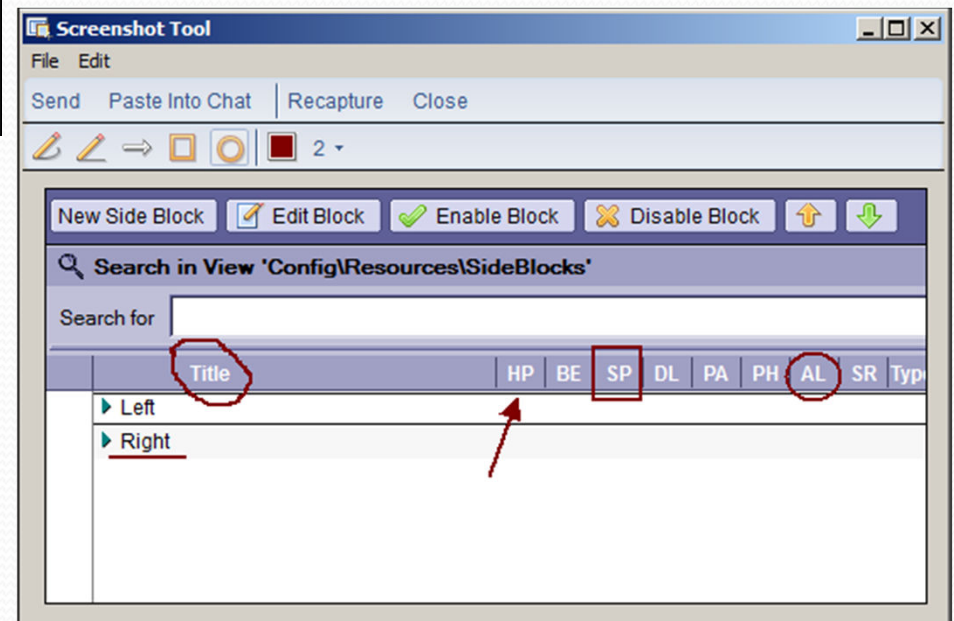 Screenshot Tool
File Edit
Send Paste Into Chat Recapture Close
2
New Side Block Edit Block Enable Block Disable Block
Search in View 'Config\Resources\SideBlocks'
Search for
Title HP BE SP DL PA PH AL SR Type
Left
Right